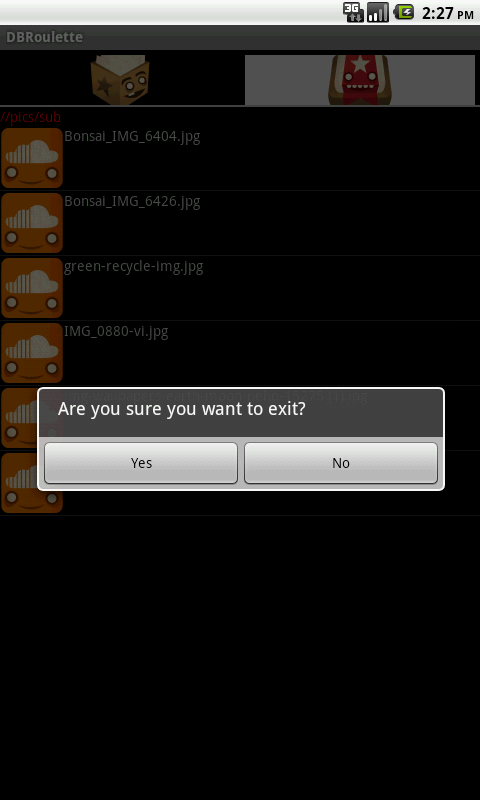 3G
2:27 PM
DBRoulette
//pics/sub
Bonsai_IMG_6404.jpg
Bonsai_IMG_6426.jpg
green-recycle-img.jpg
IMG_0880-vi.jpg
Are you sure you want to exit?
Yes No